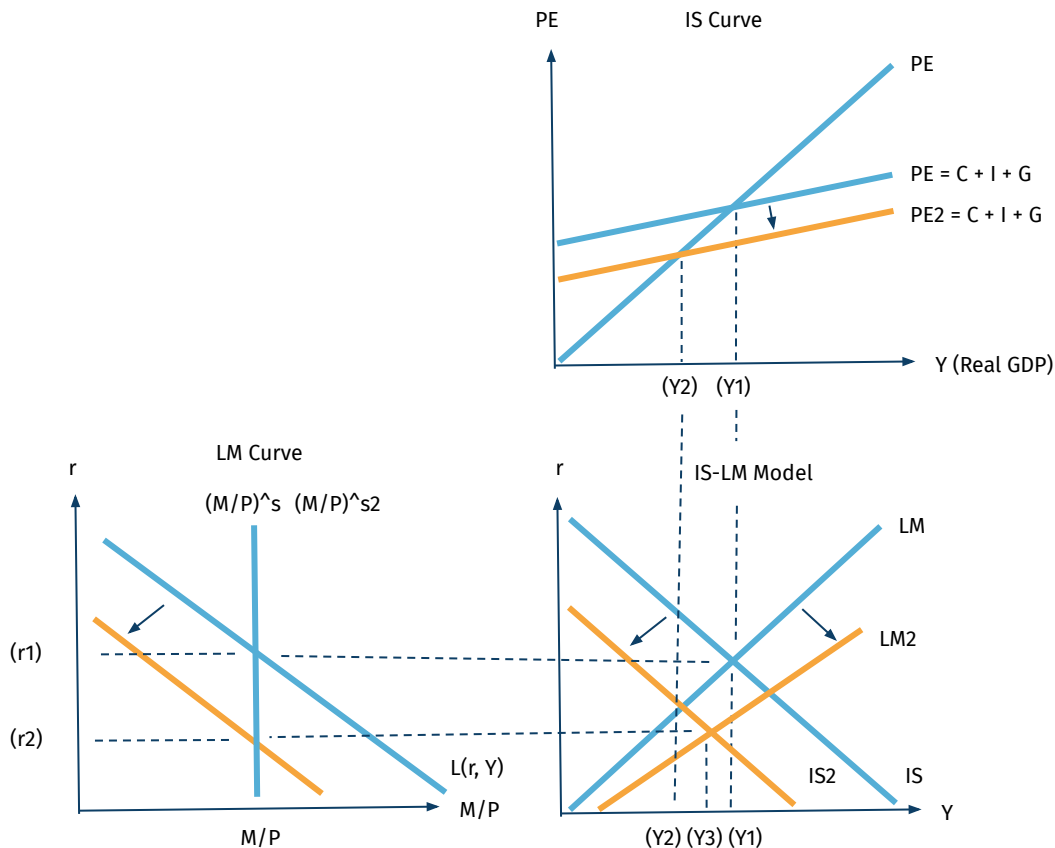 PE
IS Curve
PE
PE = C + I + G
PE2 = C + I + G
Y (Real GDP)
(Y2) (Y1)
LM Curve
r
(M/P)^s (M/P)^s2
(r1)
(r2)
L(r, Y)
M/P
M/P
r
IS-LM Model
LM
LM2
IS2
IS
Y
(Y2) (Y3) (Y1)